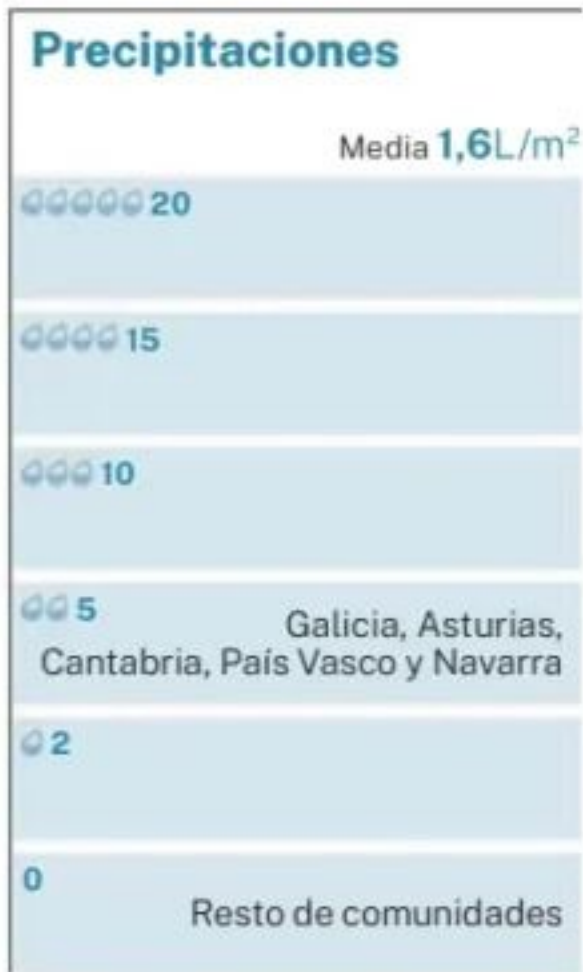 Precipitaciones
Media 1,6L/m²
20
15
10
5
Galicia, Asturias,
Cantabria, País Vasco y Navarra
2
0
Resto de comunidades